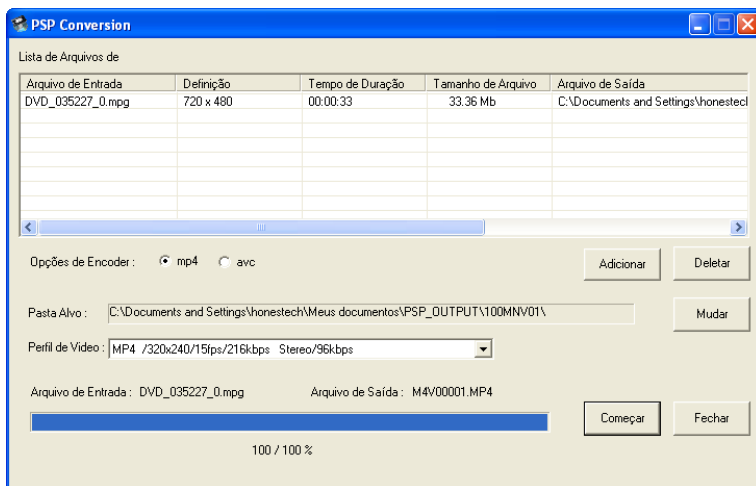 PSP Conversion
Lista de Arquivos de
Arquivo de Entrada Definição Tempo de Duração Tamanho de Arquivo Arquivo de Saída
DVD_035227_0.mpg 720 x 480 00:00:33 33.36 Mb C:\Documents and Settings\honestecl
Opções de Encoder : mp4 avc Adicionar Deletar
Pasta Alvo : C:\Documents and Settings\honestech\Meus documentos\PSP_OUTPUT\100MNV01\ Mudar
Perfil de Video : MP4 /320x240/15fps/216kbps Stereo/96kbps
Arquivo de Entrada : DVD_035227_0.mpg Arquivo de Saída : M4V00001.MP4
Começar Fechar
100 / 100 %